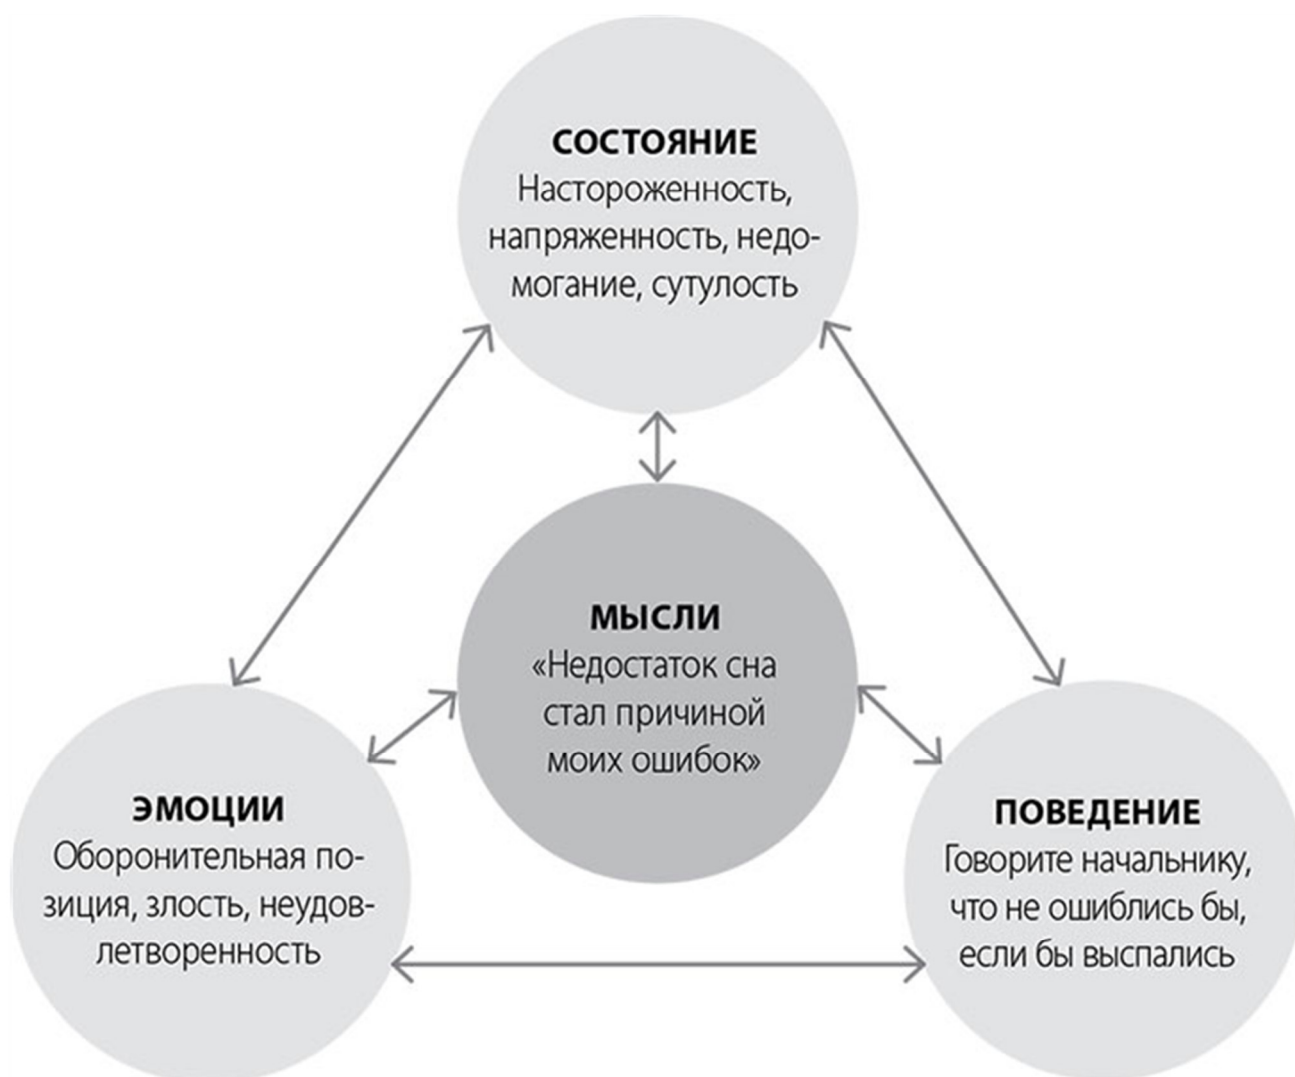 СОСТОЯНИЕ
Настороженность,
напряженность, недо-
могание, сутулость
МЫСЛИ
«Недостаток сна
стал причиной
моих ошибок»
ЭМОЦИИ
Оборонительная по-
зиция, злость, неудов-
летворенность
ПОВЕДЕНИЕ
Говорите начальнику,
что не ошиблись бы,
если бы выспались